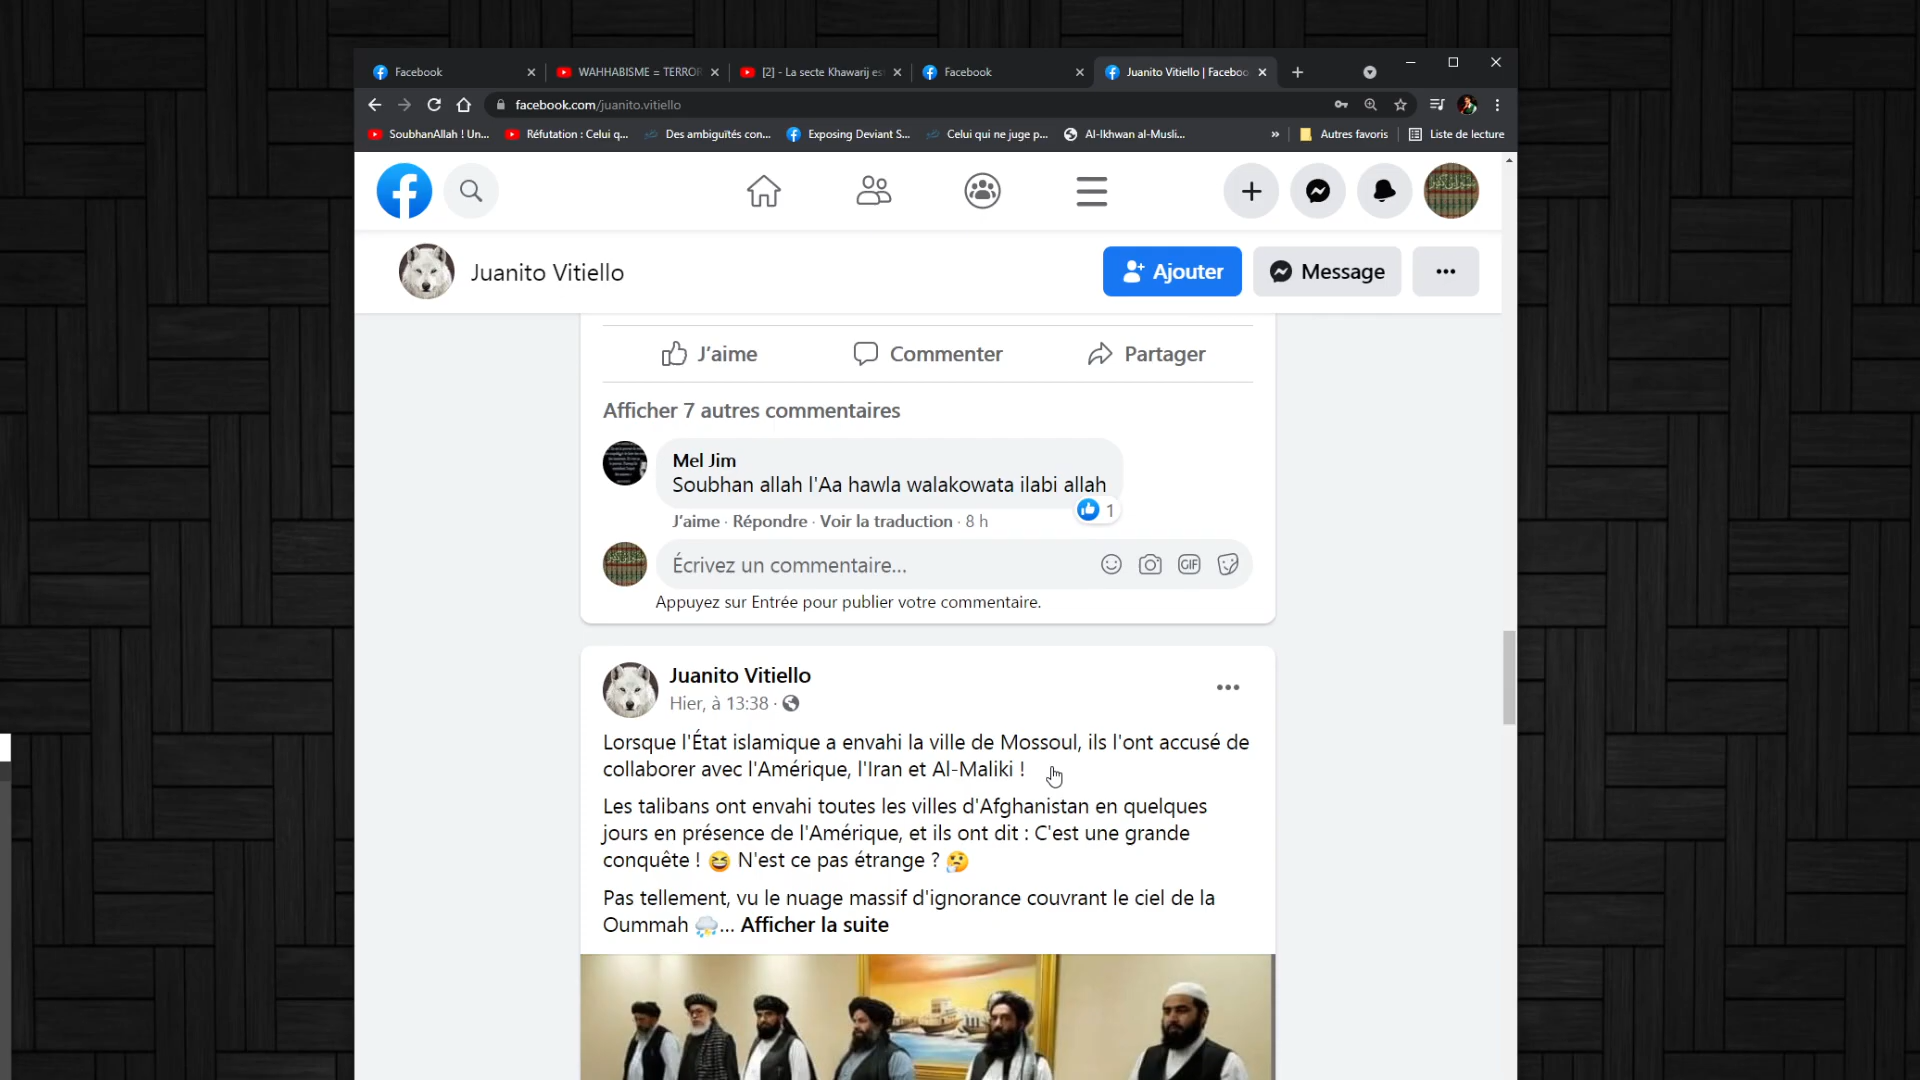 Facebook
WAHHABISME = TERROR
[2] - La secte Khawarij es
Facebook
Juanito Vitiello | Faceboo
facebook.com/juanito.vitiello
SoubhanAllah ! Un...
Réfutation : Celui q...
Des ambiguïtés con...
Exposing Deviant S...
Celui qui ne juge p...
Al-Ikhwan al-Musli...
»
Autres favoris
Liste de lecture
Juanito Vitiello
Ajouter
Message
J'aime
Commenter
Partager
Afficher 7 autres commentaires
Mel Jim
Soubhan allah l'Aa hawla walakowata ilabi allah
1
J'aime · Répondre · Voir la traduction · 8 h
Écrivez un commentaire...
GIF
Appuyez sur Entrée pour publier votre commentaire.
Juanito Vitiello
Hier, à 13:38 ·
Lorsque l'État islamique a envahi la ville de Mossoul, ils l'ont accusé de
collaborer avec l'Amérique, l'Iran et Al-Maliki !
Les talibans ont envahi toutes les villes d'Afghanistan en quelques
jours en présence de l'Amérique, et ils ont dit : C'est une grande
conquête ! 😆 N'est ce pas étrange ? 🤔
Pas tellement, vu le nuage massif d'ignorance couvrant le ciel de la
Oummah ⛈️... Afficher la suite